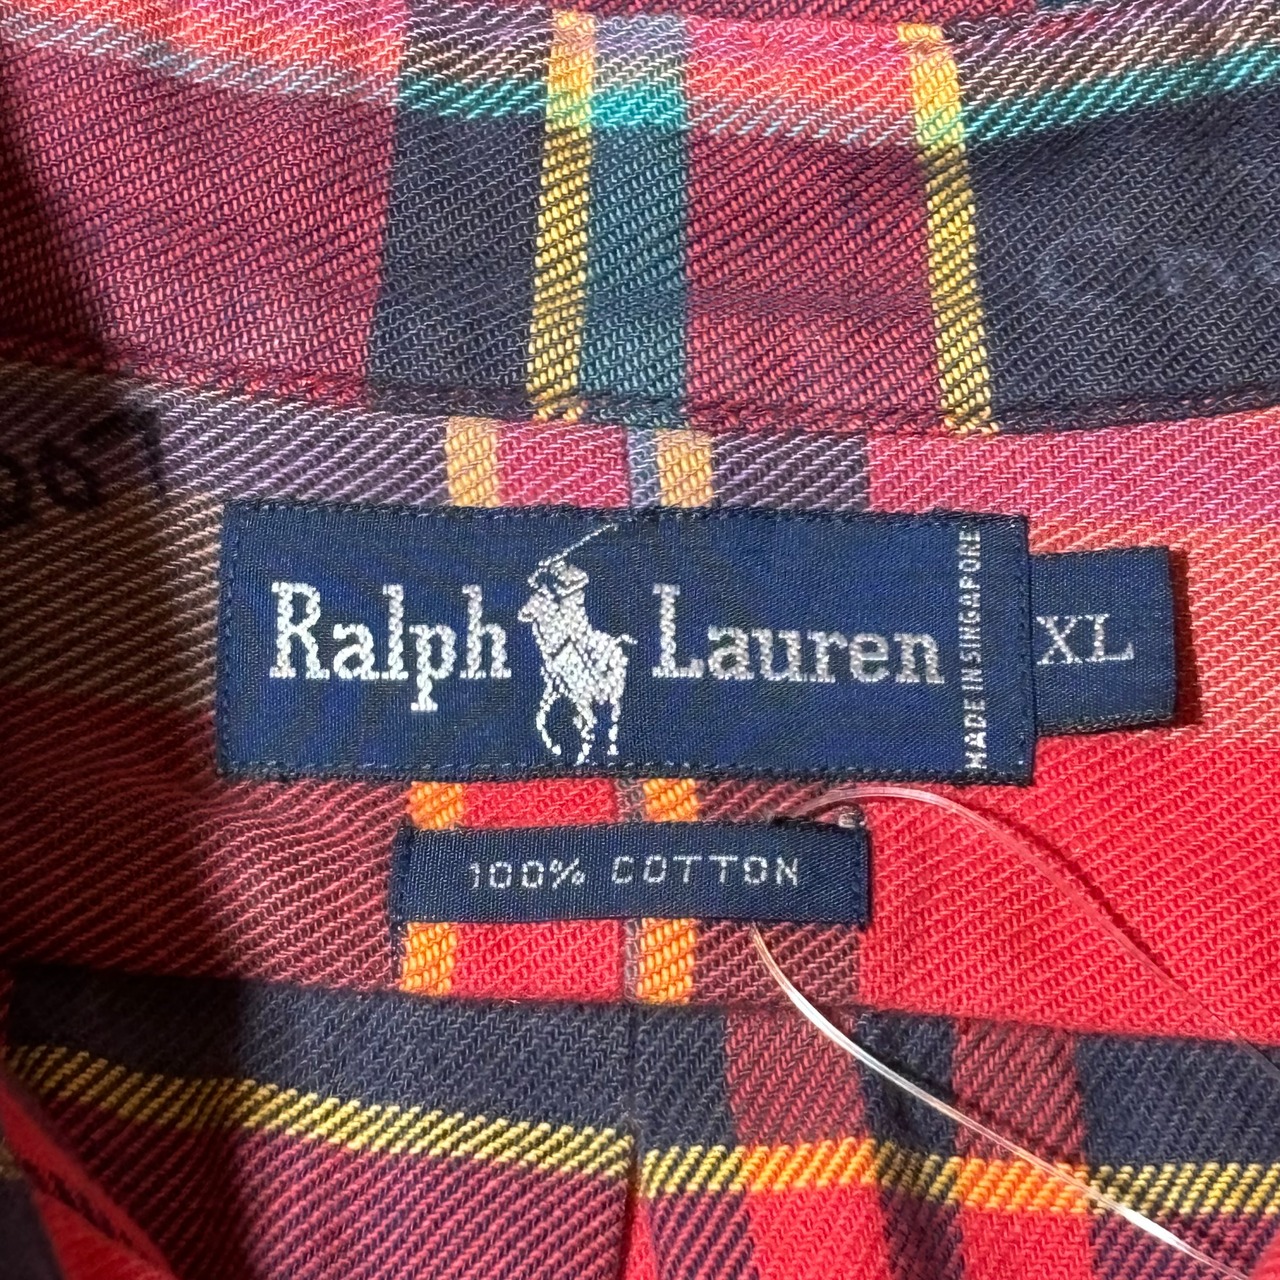 Ralph Lauren
MADE IN SINGAPORE
XL
100% COTTON